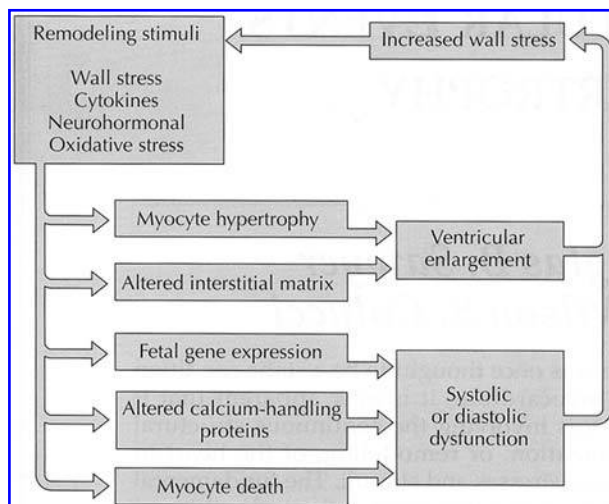 Remodeling stimuli
Wall stress
Cytokines
Neurohormonal
Oxidative stress
Increased wall stress
Myocyte hypertrophy
Altered interstitial matrix
Ventricular
enlargement
Fetal gene expression
Altered calcium-handling
proteins
Myocyte death
Systolic
or diastolic
dysfunction